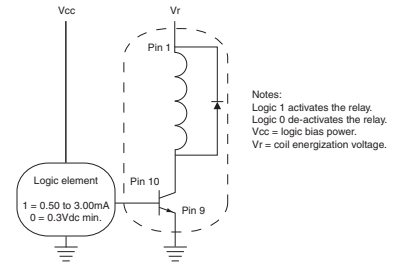 Vcc
Vr
Pin 1
Notes:
Logic 1 activates the relay.
Logic 0 de-activates the relay.
Vcc = logic bias power.
Vr = coil energization voltage.
Logic element
1 = 0.50 to 3.00mA
0 = 0.3Vdc min.
Pin 10
Pin 9